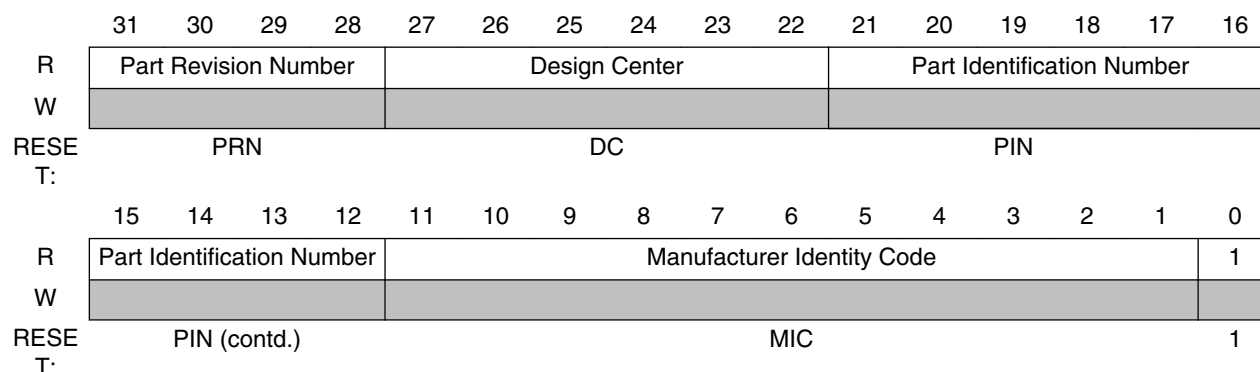 31 30 29 28 27 26 25 24 23 22 21 20 19 18 17 16
R Part Revision Number Design Center Part Identification Number
W
RESE PRN DC PIN
T:
15 14 13 12 11 10 9 8 7 6 5 4 3 2 1 0
R Part Identification Number Manufacturer Identity Code 1
W
RESE PIN (contd.) MIC 1
T: